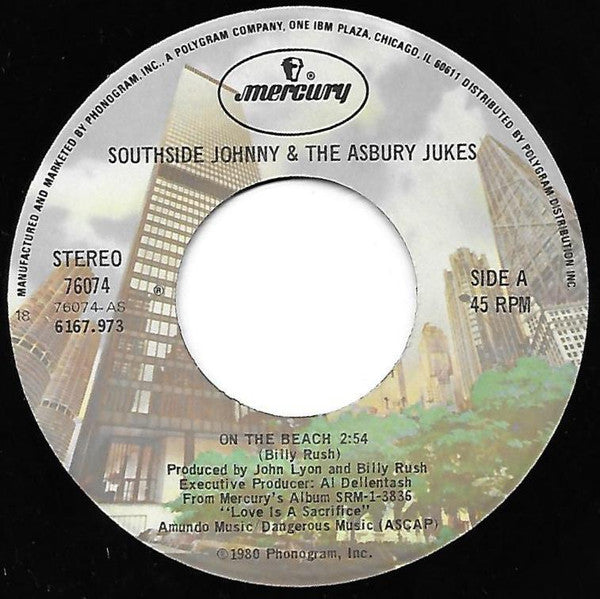 MANUFACTURED AND MARKETED BY PHONOGRAM, INC., A POLYGRAM COMPANY, ONE IBM PLAZA, CHICAGO, IL 60611 DISTRIBUTED BY POLYGRAM DISTRIBUTION INC.
®
mercury
SOUTHSIDE JOHNNY & THE ASBURY JUKES
STEREO
76074
76074-AS
6167.973
18
®
SIDE A
45 RPM
ON THE BEACH 2:54
(Billy Rush)
Produced by John Lyon and Billy Rush
Executive Producer: Al Dellentash
From Mercury's Album SRM-1-3836
"Love Is A Sacrifice"
Amundo Music/Dangerous Music (ASCAP)
©1980 Phonogram, Inc.